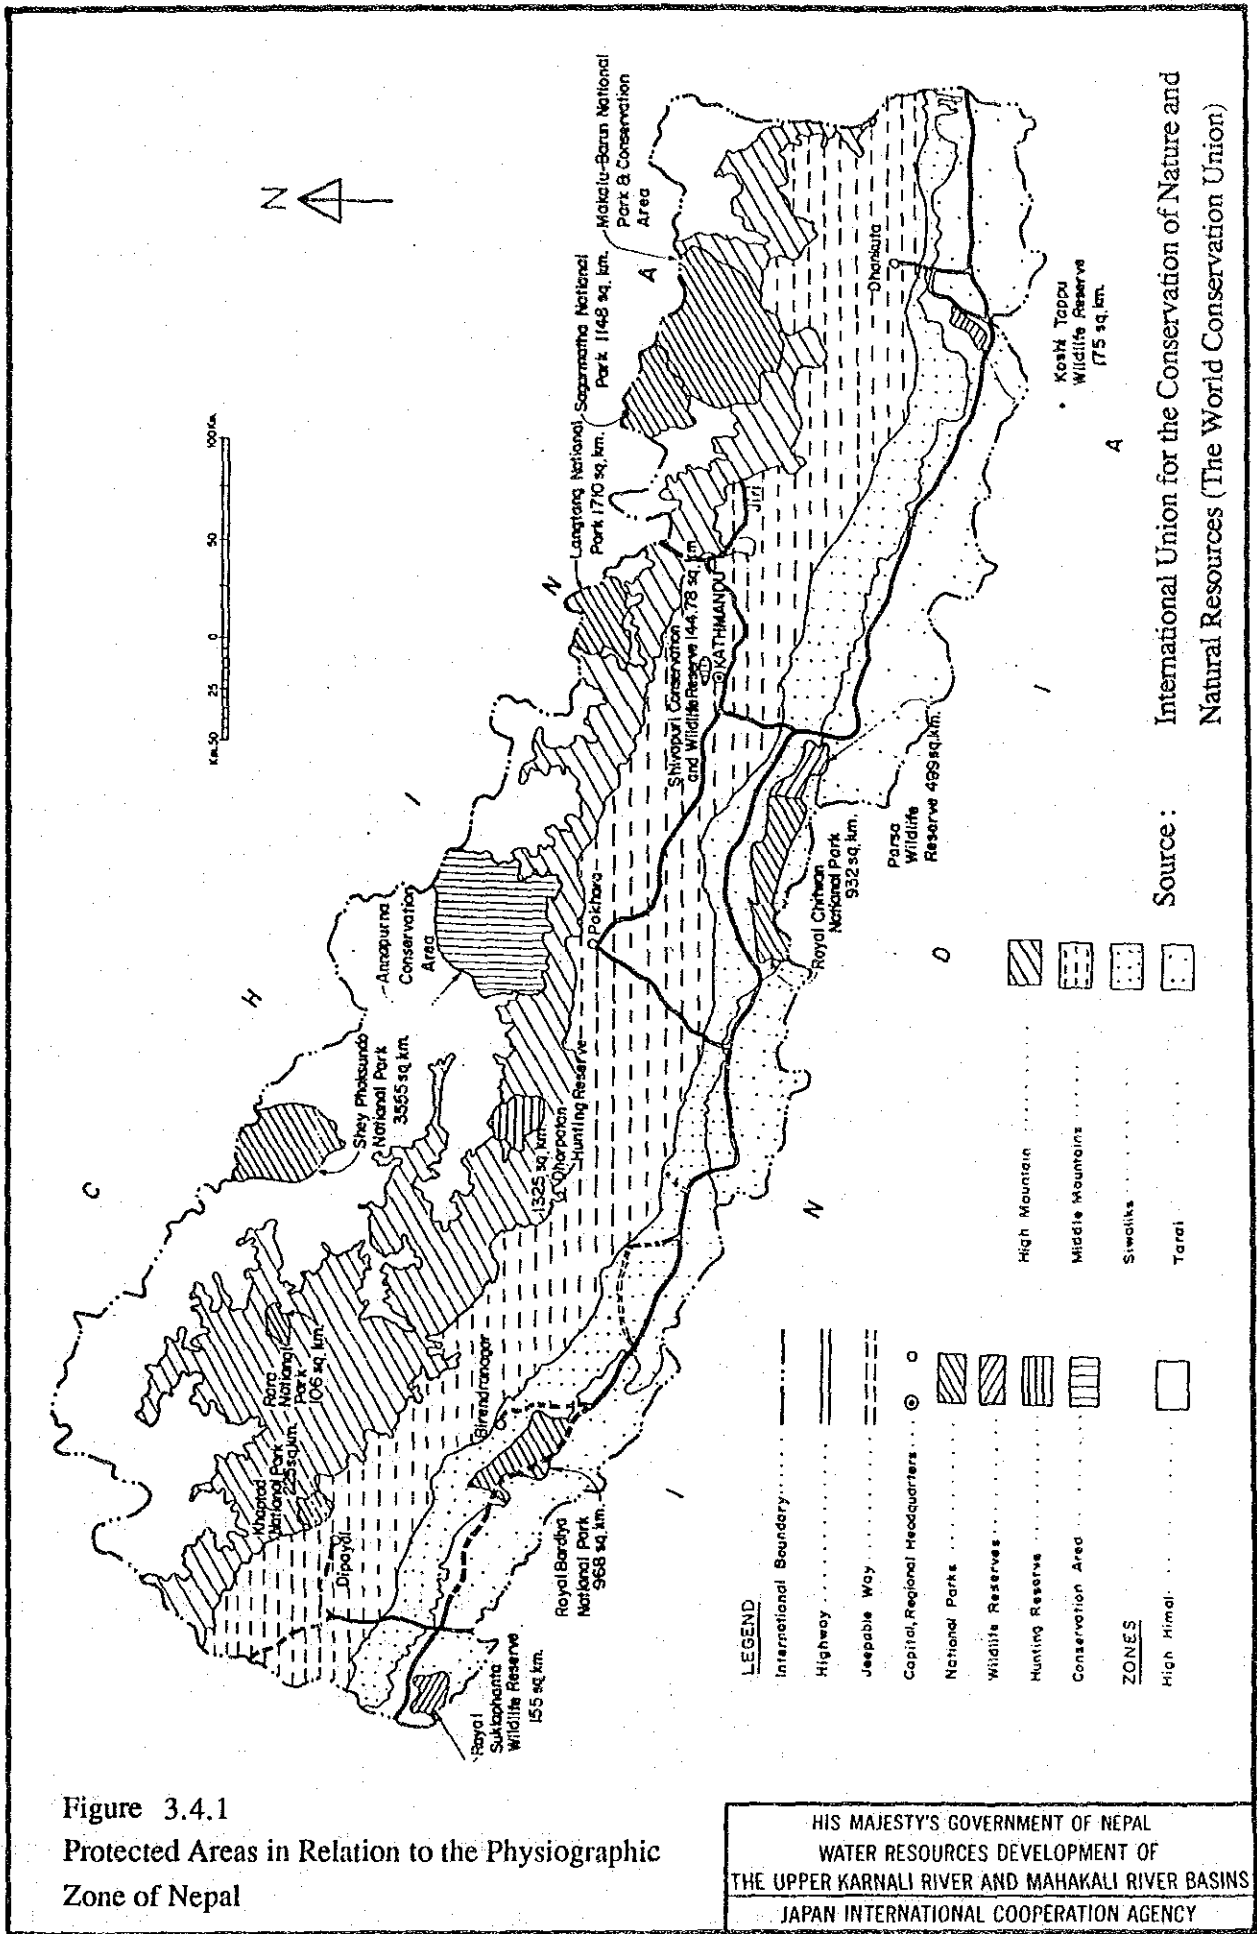 N
Km.50
25
0
50
100 Km.
C
H
I
N
A
Makalu-Barun National
Park & Conservation
Area
Sagarmatha National
Park 1148 sq. km.
Langtang National
Park 1710 sq. km.
Annapurna
Conservation
Area
Shey Phoksundo
National Park
3555 sq. km.
Rara
National
Park
106 sq. km.
Khaptad
National Park
225 sq. km.
1325 sq. km.
Dhorpatan
Hunting Reserve
Shivapuri Conservation
and Wildlife Reserve 144.78 sq. km
KATHMANDU
Jiri
Pokhara
Dhankuta
Birendranagar
Dipayal
Royal
Suklaphanta
Wildlife Reserve
155 sq. km.
Royal Bardiya
National Park
968 sq. km.
Royal Chitwan
National Park
932 sq. km.
Parsa
Wildlife
Reserve 499 sq. km.
Koshi Tappu
Wildlife Reserve
175 sq. km.
I
N
D
I
A
LEGEND
International Boundary
Highway
Jeepable Way
Capital, Regional Headquarters
National Parks
Wildlife Reserves
Hunting Reserve
Conservation Area
ZONES
High Himal
High Mountain
Middle Mountains
Siwaliks
Tarai
Source : International Union for the Conservation of Nature and
Natural Resources (The World Conservation Union)
Figure 3.4.1
Protected Areas in Relation to the Physiographic
Zone of Nepal
HIS MAJESTY'S GOVERNMENT OF NEPAL
WATER RESOURCES DEVELOPMENT OF
THE UPPER KARNALI RIVER AND MAHAKALI RIVER BASINS
JAPAN INTERNATIONAL COOPERATION AGENCY